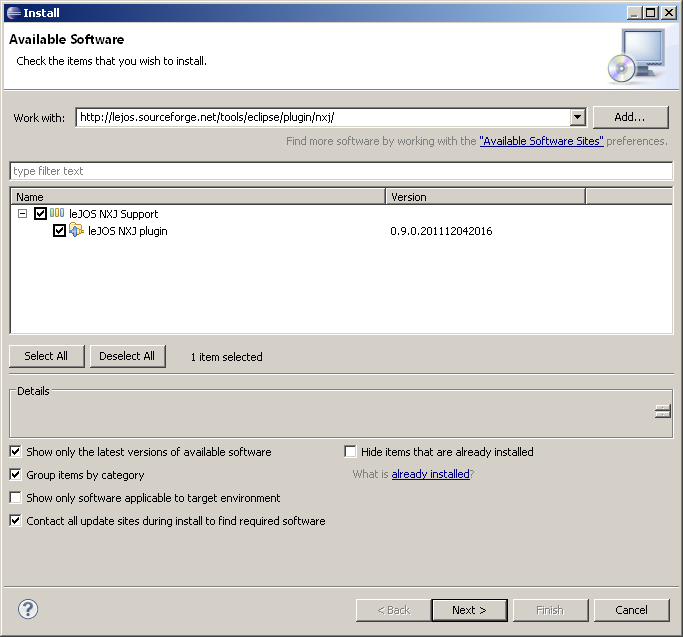 Install
Available Software
Check the items that you wish to install.
Work with: http://lejos.sourceforge.net/tools/eclipse/plugin/nxj/ Add...
Find more software by working with the "Available Software Sites" preferences.
type filter text
Name Version
leJOS NXJ Support
leJOS NXJ plugin 0.9.0.201112042016
Select All Deselect All 1 item selected
Details
Show only the latest versions of available software Hide items that are already installed
Group items by category What is already installed?
Show only software applicable to target environment
Contact all update sites during install to find required software
? < Back Next > Finish Cancel